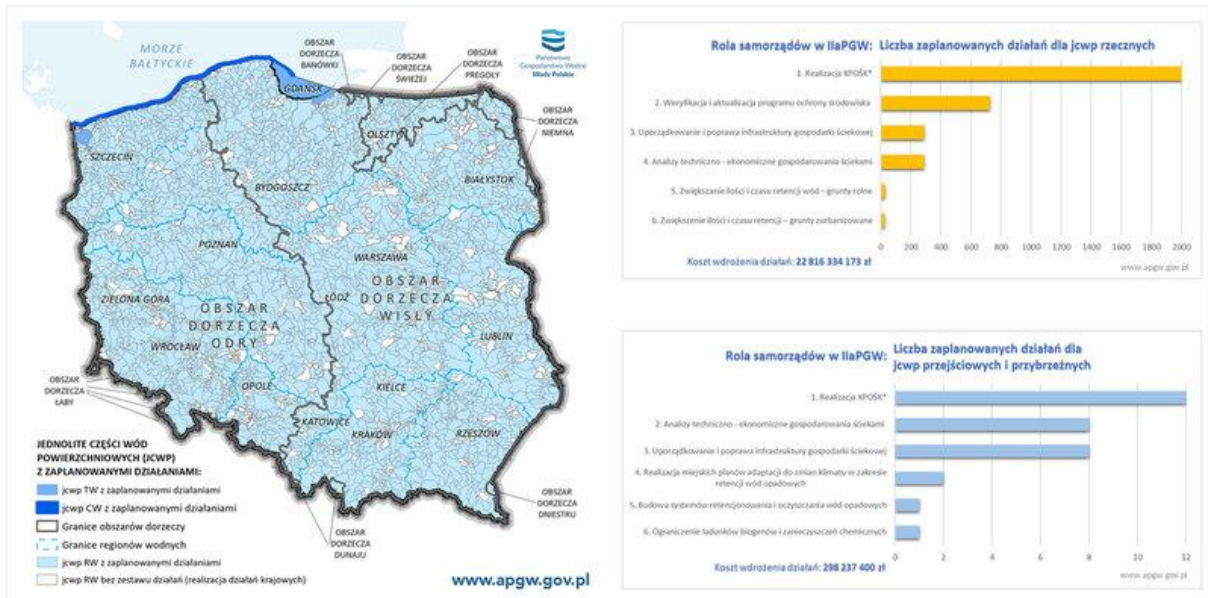 MORZE
BAŁTYCKIE
OBSZAR
DORZECZA
BANÓWKI
OBSZAR
DORZECZA
ŚWIEŻEJ
OBSZAR
DORZECZA
PREGOŁY
OBSZAR
DORZECZA
NIEMNA
Państwowe
Gospodarstwo Wodne
Wody Polskie
GDAŃSK
OLSZTYN
SZCZECIN
BYDGOSZCZ
BIAŁYSTOK
POZNAŃ
WARSZAWA
ZIELONA GÓRA
ŁÓDŹ
OBSZAR
DORZECZA
ODRY
OBSZAR
DORZECZA
WISŁY
WROCŁAW
LUBLIN
OPOLE
KIELCE
KATOWICE
KRAKÓW
RZESZÓW
OBSZAR
DORZECZA
ŁABY
OBSZAR
DORZECZA
DUNAJU
OBSZAR
DORZECZA
DNIESTRU
JEDNOLITE CZĘŚCI WÓD
POWIERZCHNIOWYCH (JCWP)
Z ZAPLANOWANYMI DZIAŁANIAMI:
jcwp TW z zaplanowanymi działaniami
jcwp CW z zaplanowanymi działaniami
Granice obszarów dorzeczy
Granice regionów wodnych
jcwp RW z zaplanowanymi działaniami
jcwp RW bez zestawu działań (realizacja działań krajowych)
www.apgw.gov.pl
Rola samorządów w IIaPGW: Liczba zaplanowanych działań dla jcwp rzecznych
1. Realizacja KPOŚK*
2. Weryfikacja i aktualizacja programu ochrony środowiska
3. Uporządkowanie i poprawa infrastruktury gospodarki ściekowej
4. Analizy techniczno - ekonomiczne gospodarowania ściekami
5. Zwiększanie ilości i czasu retencji wód – grunty rolne
6. Zwiększenie ilości i czasu retencji – grunty zurbanizowane
0 200 400 600 800 1000 1200 1400 1600 1800 2000
Koszt wdrożenia działań: 22 816 334 173 zł
www.apgw.gov.pl
Rola samorządów w IIaPGW: Liczba zaplanowanych działań dla
jcwp przejściowych i przybrzeżnych
1. Realizacja KPOŚK*
2. Analizy techniczno - ekonomiczne gospodarowania ściekami
3. Uporządkowanie i poprawa infrastruktury gospodarki ściekowej
4. Realizacja miejskich planów adaptacji do zmian klimatu w zakresie
retencji wód opadowych
5. Budowa systemów retencjonowania i oczyszczania wód opadowych
6. Ograniczenie ładunków biogenów i zanieczyszczań chemicznych
0 2 4 6 8 10 12
Koszt wdrożenia działań: 298 237 400 zł
www.apgw.gov.pl